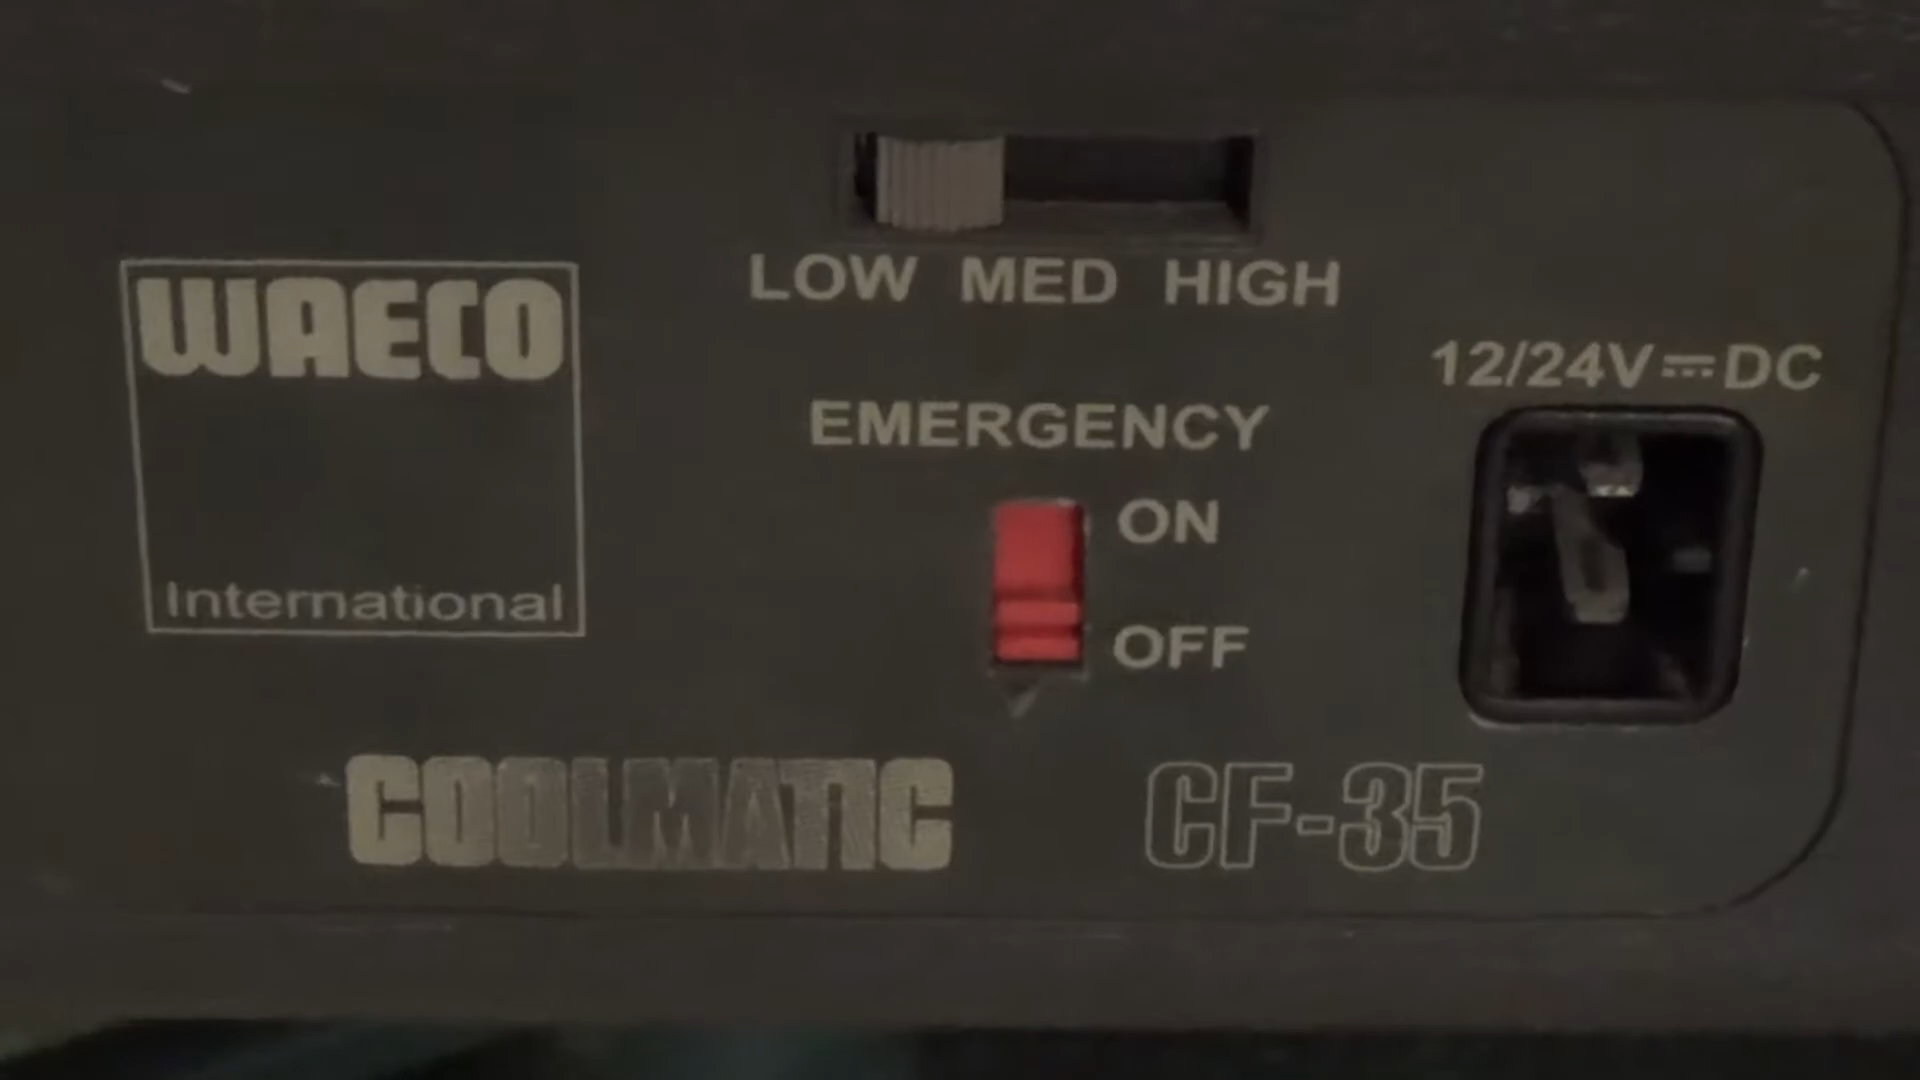 LOW MED HIGH
WAECO
International
12/24V⎓DC
EMERGENCY
ON
OFF
COOLMATIC CF-35